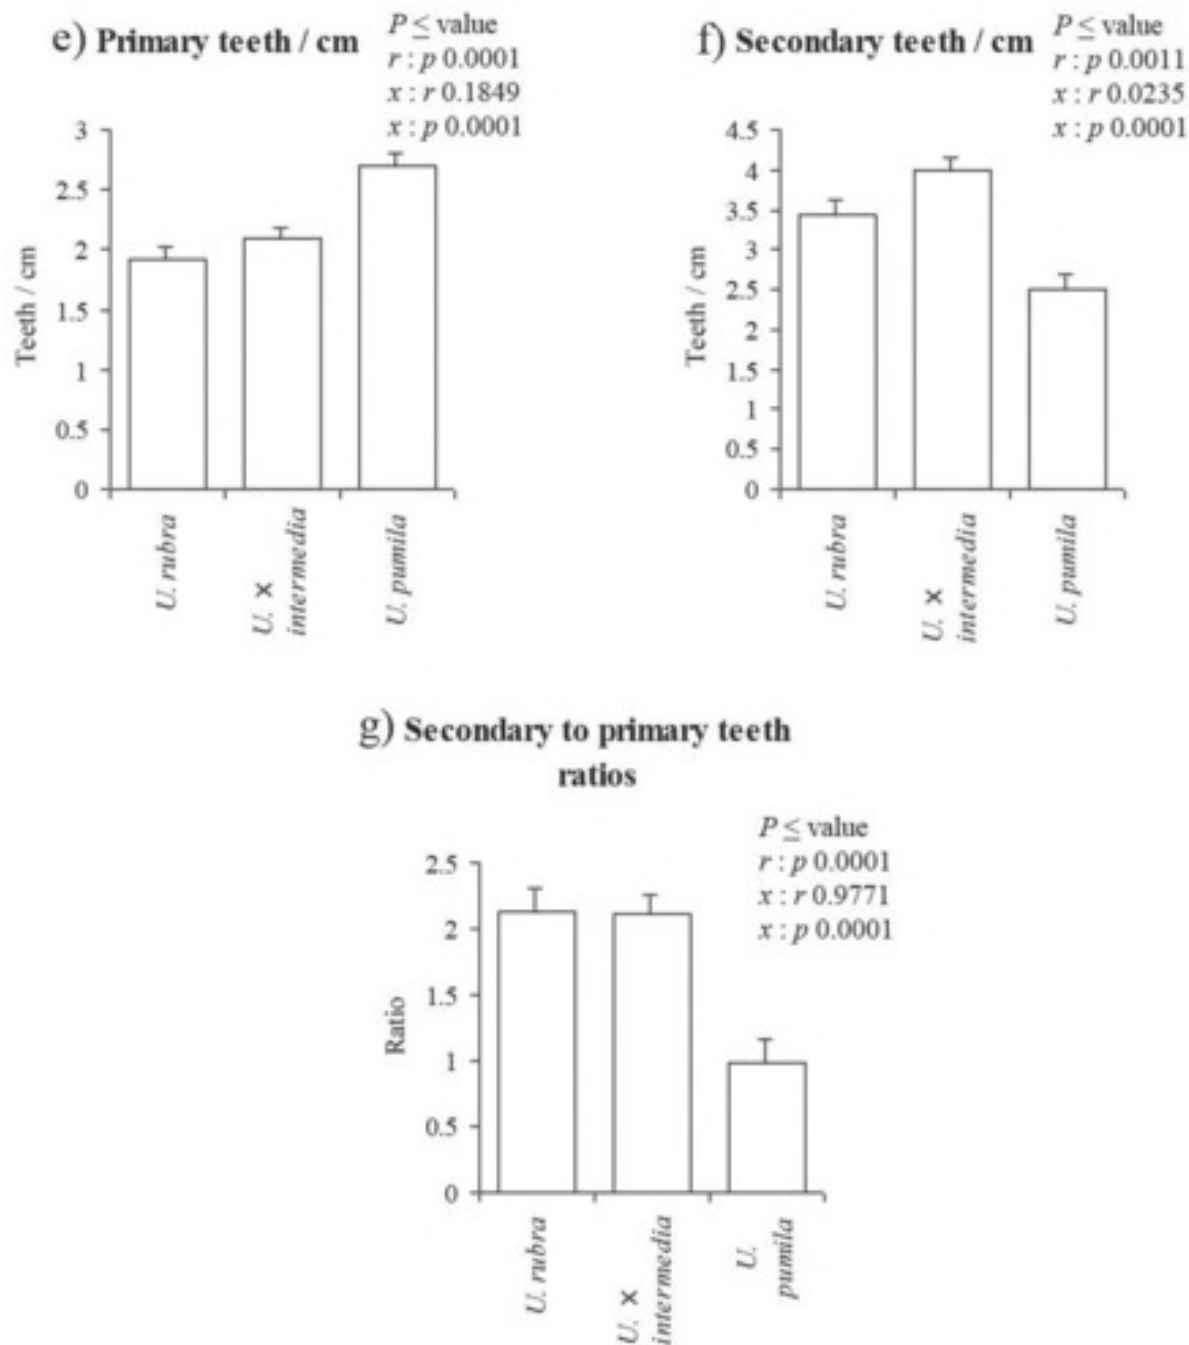 e) Primary teeth / cm
P ≤ value
r : p 0.0001
x : r 0.1849
x : p 0.0001
3
2.5
2
1.5
1
0.5
0
Teeth / cm
U. rubra
U. ×
intermedia
U. pumila
f) Secondary teeth / cm
P ≤ value
r : p 0.0011
x : r 0.0235
x : p 0.0001
4.5
4
3.5
3
2.5
2
1.5
1
0.5
0
Teeth / cm
U. rubra
U. ×
intermedia
U. pumila
g) Secondary to primary teeth
ratios
P ≤ value
r : p 0.0001
x : r 0.9771
x : p 0.0001
2.5
2
1.5
1
0.5
0
Ratio
U. rubra
U. ×
intermedia
U.
pumila